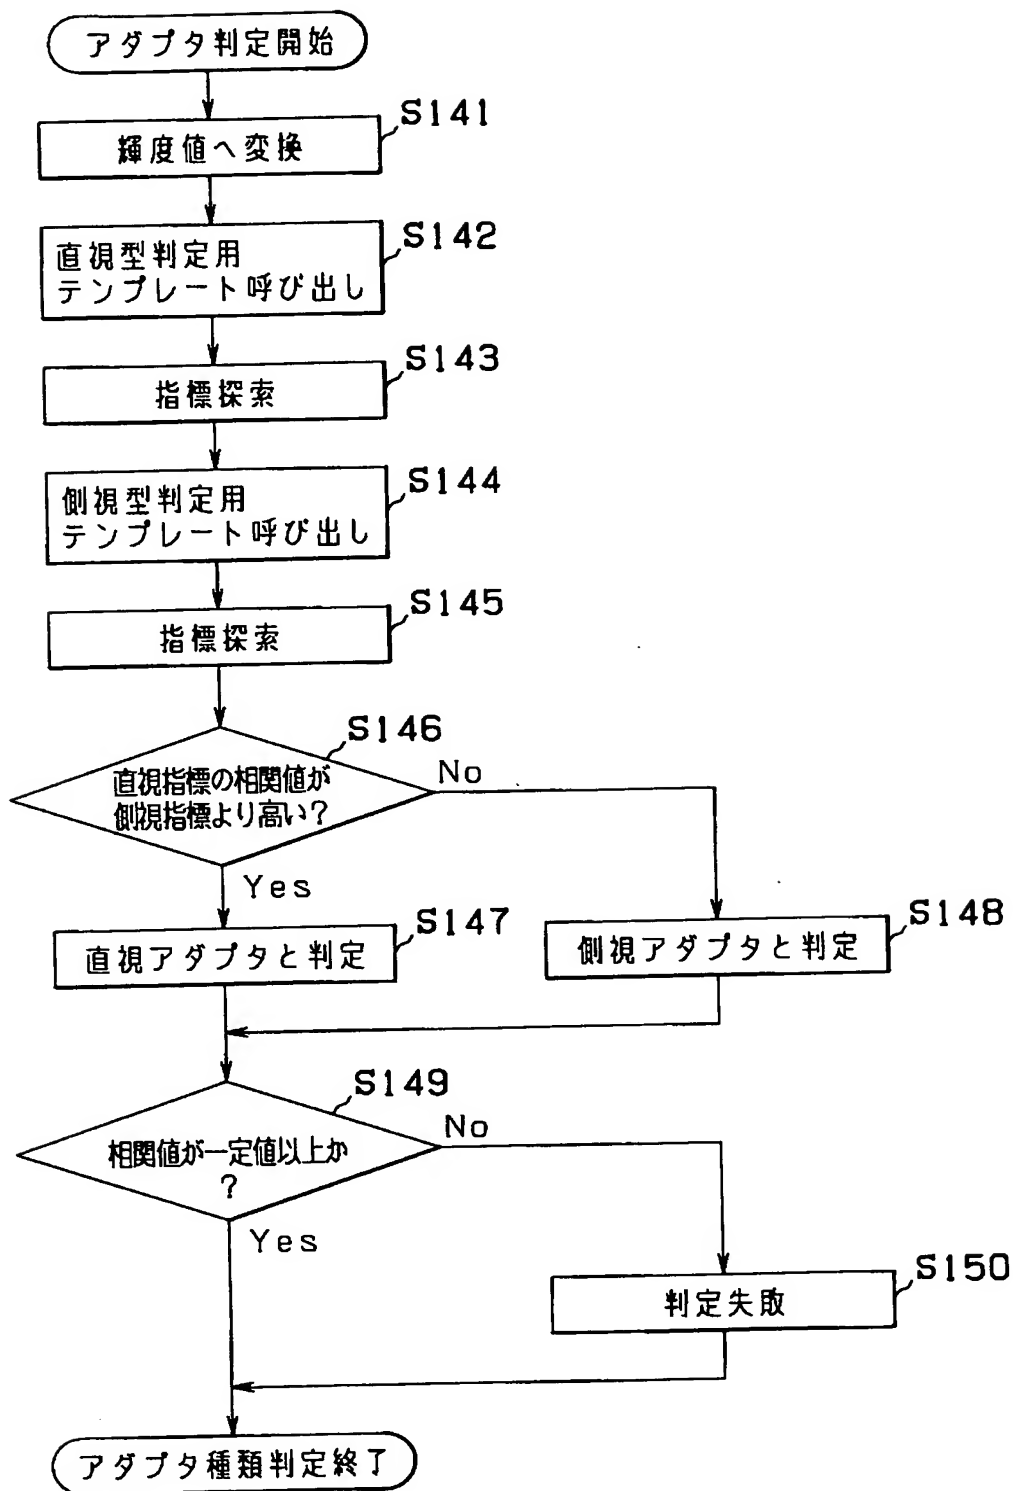 アダプタ判定開始
S141
輝度値へ変換
S142
直視型判定用
テンプレート呼び出し
S143
指標探索
S144
側視型判定用
テンプレート呼び出し
S145
指標探索
S146
直視指標の相関値が
側視指標より高い?
No
Yes
S147
直視アダプタと判定
S148
側視アダプタと判定
S149
相関値が一定値以上か
?
No
Yes
S150
判定失敗
アダプタ種類判定終了